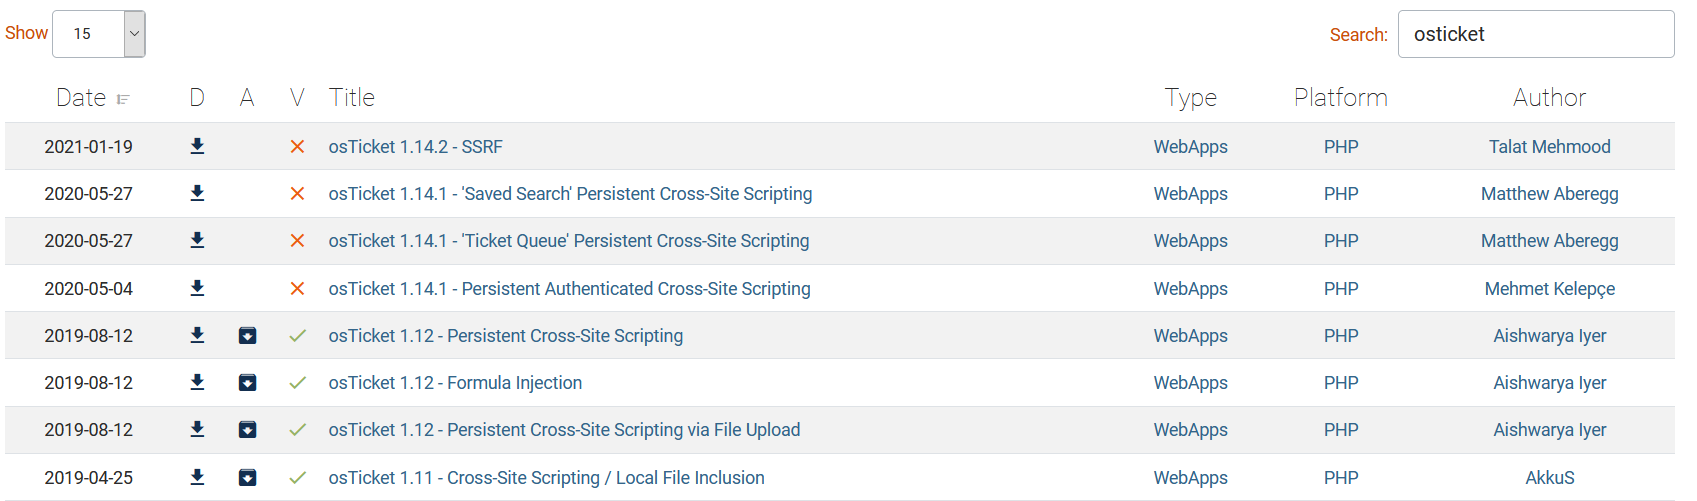 Show 15 Search: osticket
Date D A V Title Type Platform Author
2021-01-19 osTicket 1.14.2 - SSRF WebApps PHP Talat Mehmood
2020-05-27 osTicket 1.14.1 - 'Saved Search' Persistent Cross-Site Scripting WebApps PHP Matthew Aberegg
2020-05-27 osTicket 1.14.1 - 'Ticket Queue' Persistent Cross-Site Scripting WebApps PHP Matthew Aberegg
2020-05-04 osTicket 1.14.1 - Persistent Authenticated Cross-Site Scripting WebApps PHP Mehmet Kelepçe
2019-08-12 osTicket 1.12 - Persistent Cross-Site Scripting WebApps PHP Aishwarya Iyer
2019-08-12 osTicket 1.12 - Formula Injection WebApps PHP Aishwarya Iyer
2019-08-12 osTicket 1.12 - Persistent Cross-Site Scripting via File Upload WebApps PHP Aishwarya Iyer
2019-04-25 osTicket 1.11 - Cross-Site Scripting / Local File Inclusion WebApps PHP AkkuS